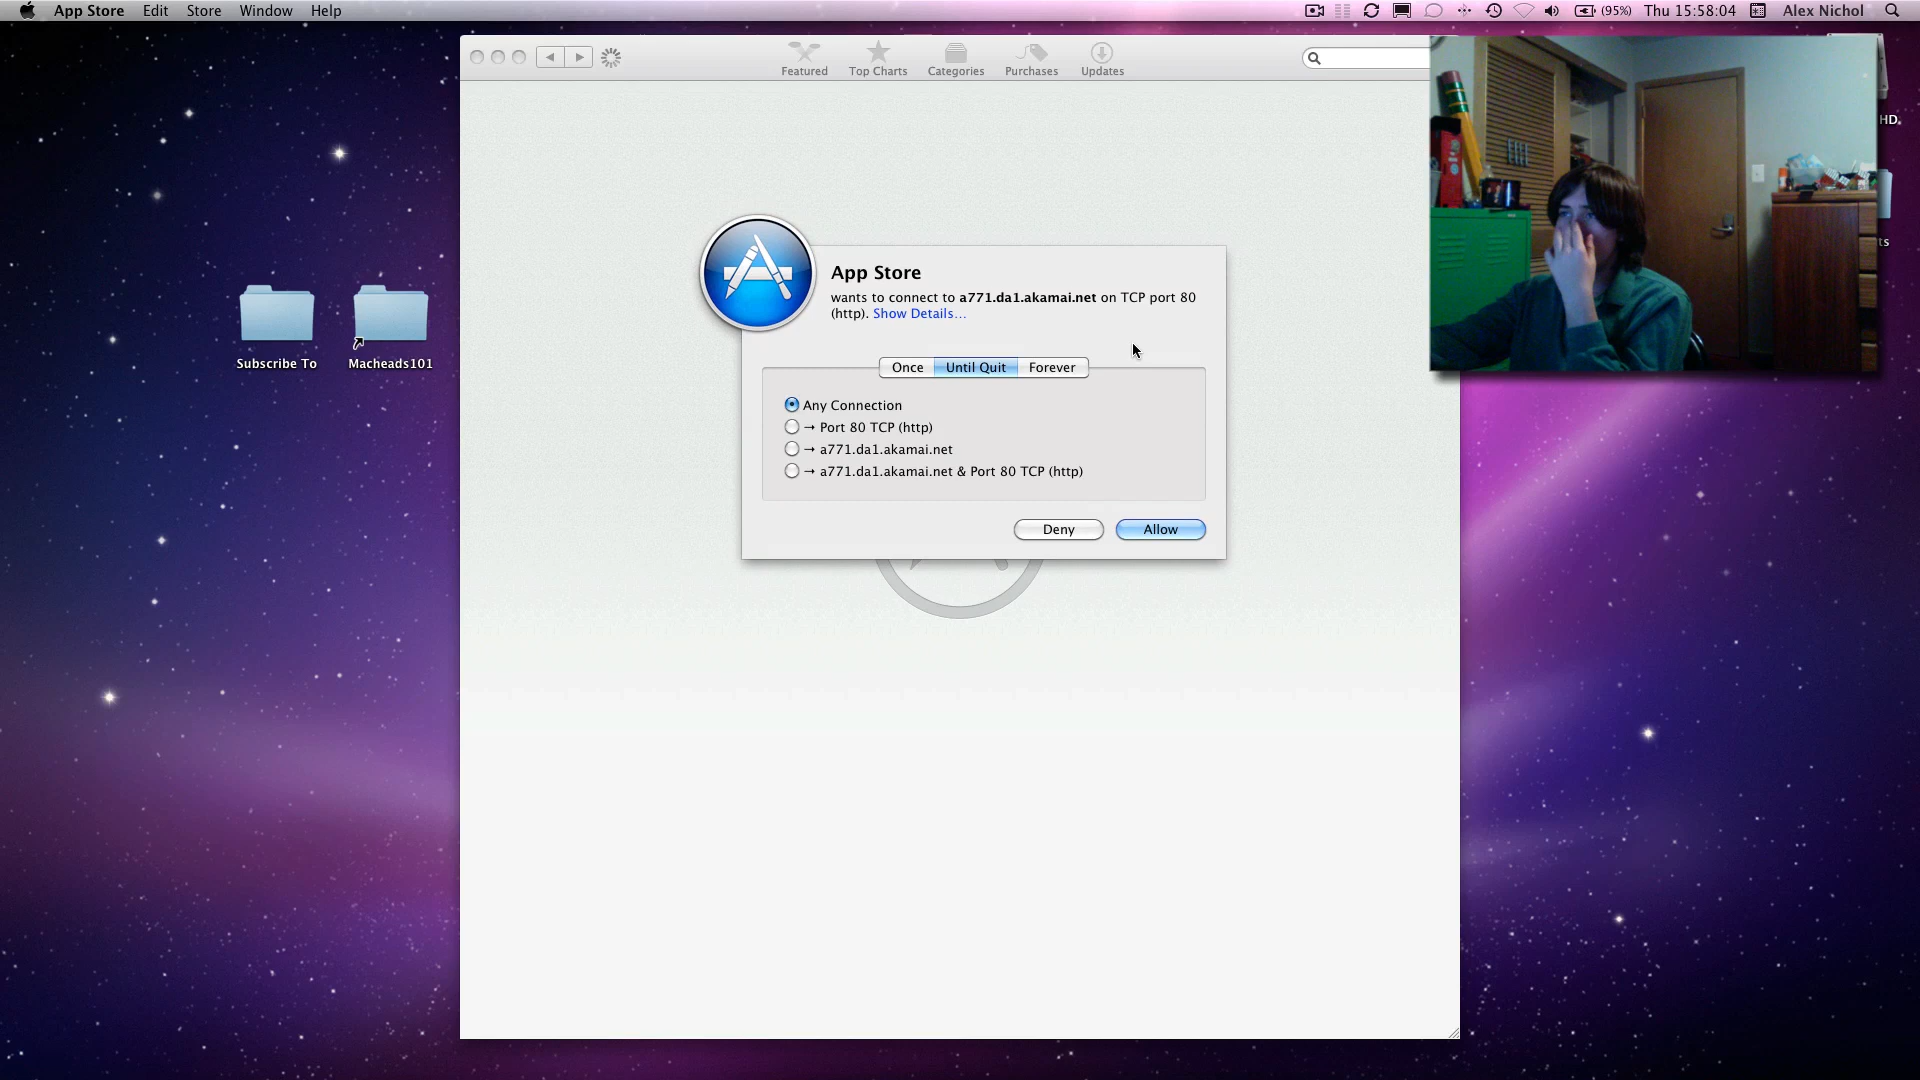 App Store Edit Store Window Help
(95%) Thu 15:58:04 Alex Nichol
Featured Top Charts Categories Purchases Updates
HD
ts
Subscribe To
Macheads101
App Store
wants to connect to a771.da1.akamai.net on TCP port 80
(http). Show Details...
Once Until Quit Forever
Any Connection
→ Port 80 TCP (http)
→ a771.da1.akamai.net
→ a771.da1.akamai.net & Port 80 TCP (http)
Deny Allow